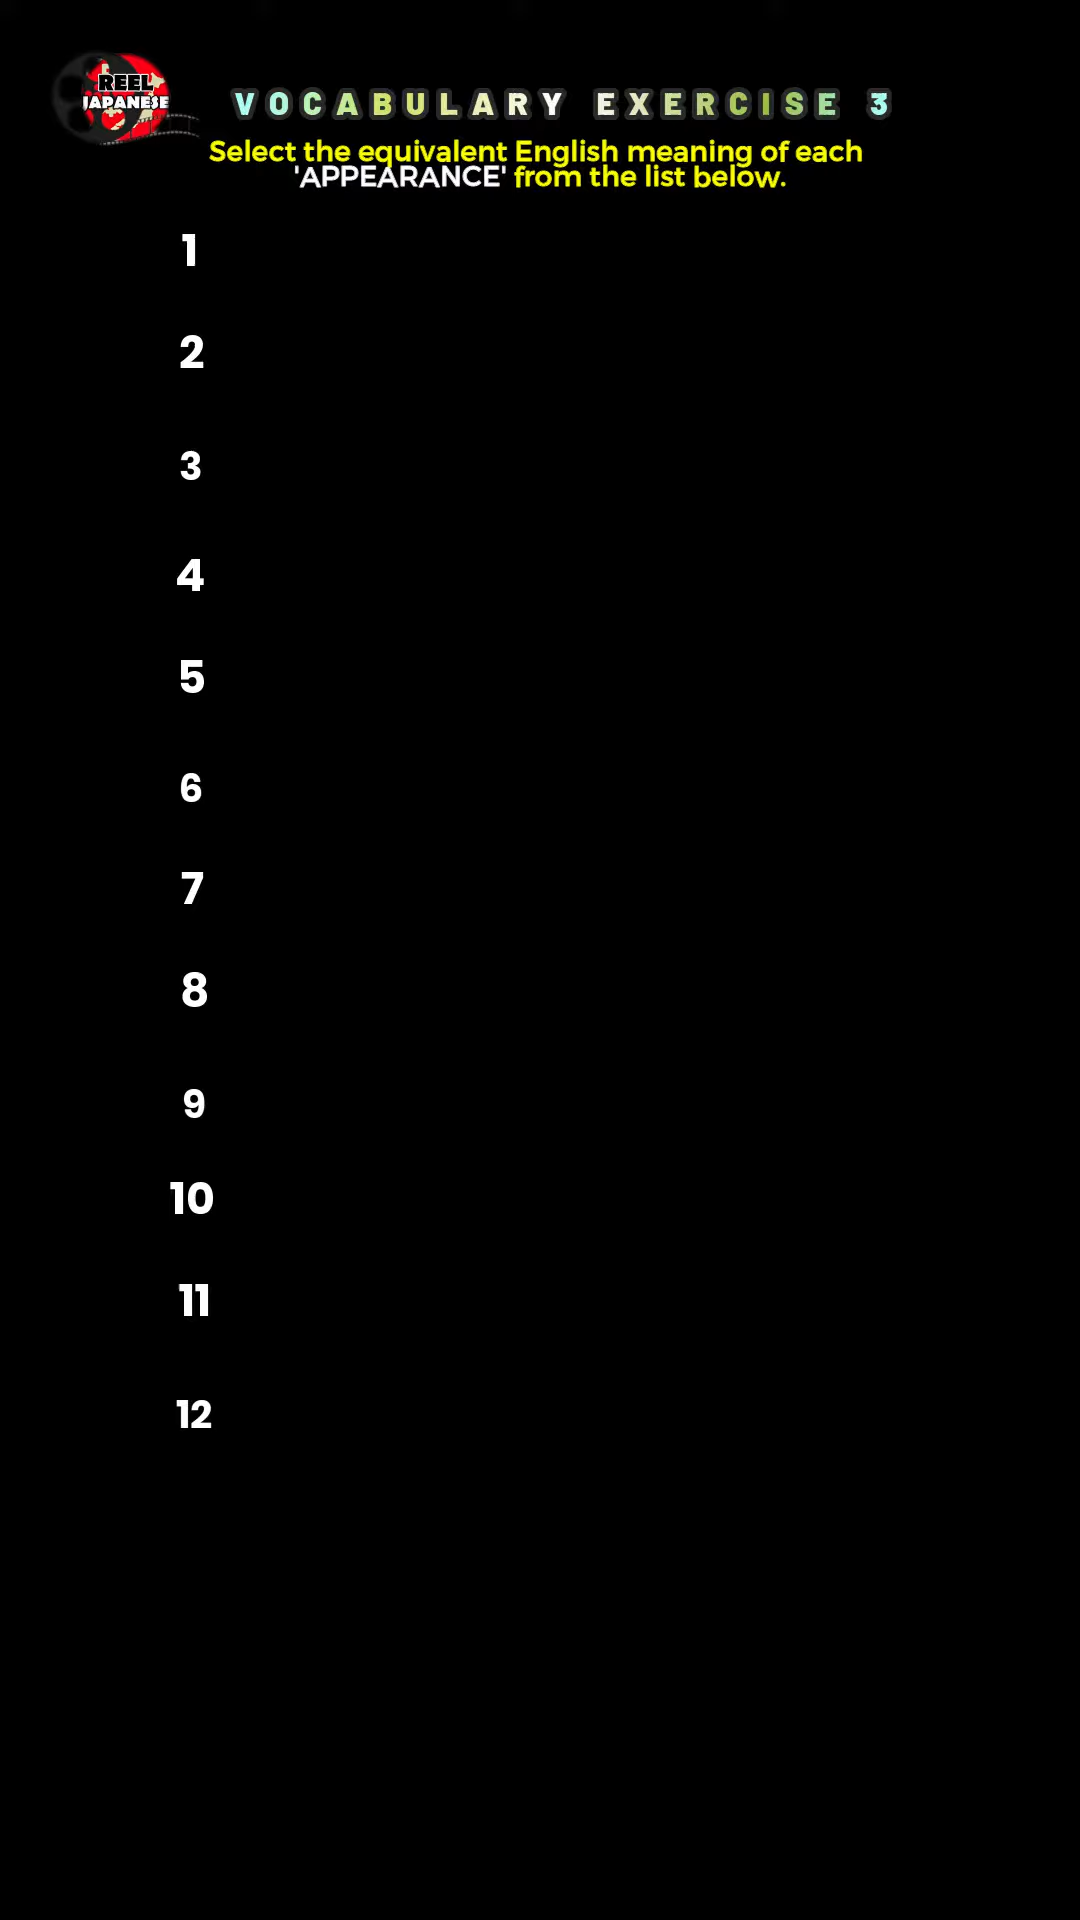 REEL
JAPANESE
VOCABULARY EXERCISE 3
Select the equivalent English meaning of each
'APPEARANCE' from the list below.
1
2
3
4
5
6
7
8
9
10
11
12